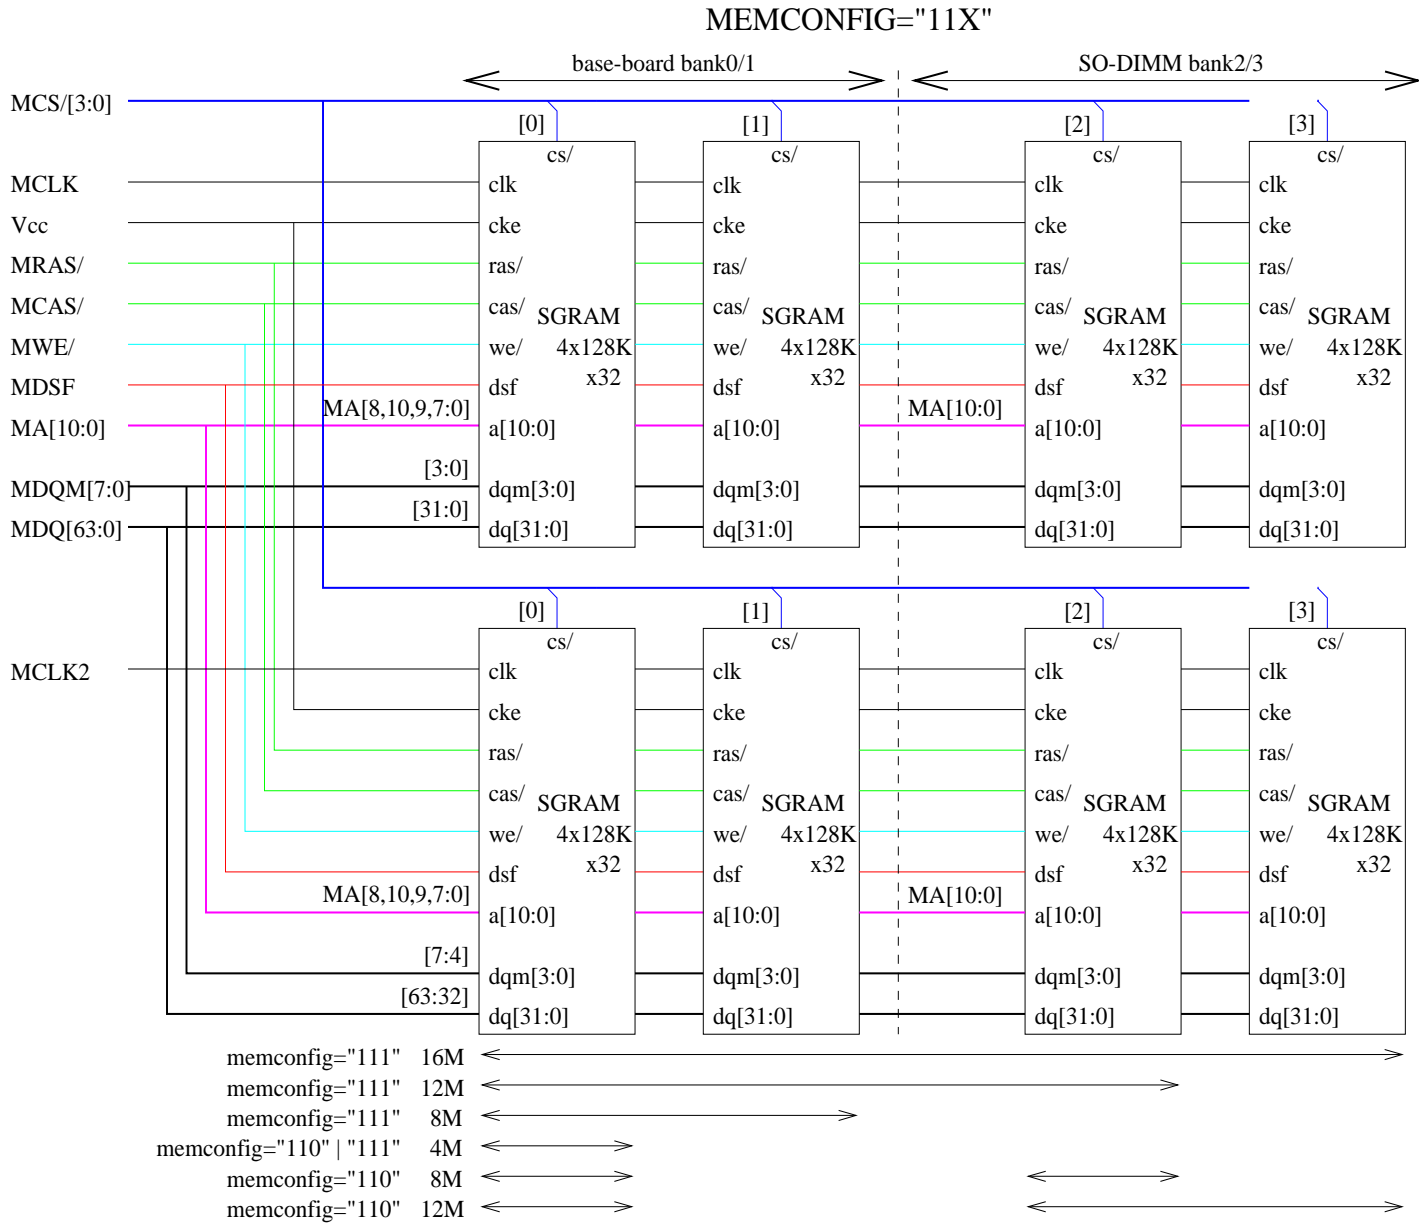 MEMCONFIG="11X"
base-board bank0/1 SO-DIMM bank2/3
MCS/[3:0]
[0] [1] [2] [3]
cs/ cs/ cs/ cs/
MCLK clk clk clk clk
Vcc cke cke cke cke
MRAS/ ras/ ras/ ras/ ras/
MCAS/ cas/ SGRAM cas/ SGRAM cas/ SGRAM cas/ SGRAM
MWE/ we/ 4x128K we/ 4x128K we/ 4x128K we/ 4x128K
MDSF dsf x32 dsf x32 dsf x32 dsf x32
MA[8,10,9,7:0] MA[10:0]
MA[10:0] a[10:0] a[10:0] a[10:0] a[10:0]
[3:0]
MDQM[7:0] dqm[3:0] dqm[3:0] dqm[3:0] dqm[3:0]
[31:0]
MDQ[63:0] dq[31:0] dq[31:0] dq[31:0] dq[31:0]
[0] [1] [2] [3]
cs/ cs/ cs/ cs/
MCLK2 clk clk clk clk
cke cke cke cke
ras/ ras/ ras/ ras/
cas/ SGRAM cas/ SGRAM cas/ SGRAM cas/ SGRAM
we/ 4x128K we/ 4x128K we/ 4x128K we/ 4x128K
dsf x32 dsf x32 dsf x32 dsf x32
MA[8,10,9,7:0] MA[10:0]
a[10:0] a[10:0] a[10:0] a[10:0]
[7:4]
dqm[3:0] dqm[3:0] dqm[3:0] dqm[3:0]
[63:32]
dq[31:0] dq[31:0] dq[31:0] dq[31:0]
memconfig="111" 16M
memconfig="111" 12M
memconfig="111" 8M
memconfig="110" | "111" 4M
memconfig="110" 8M
memconfig="110" 12M